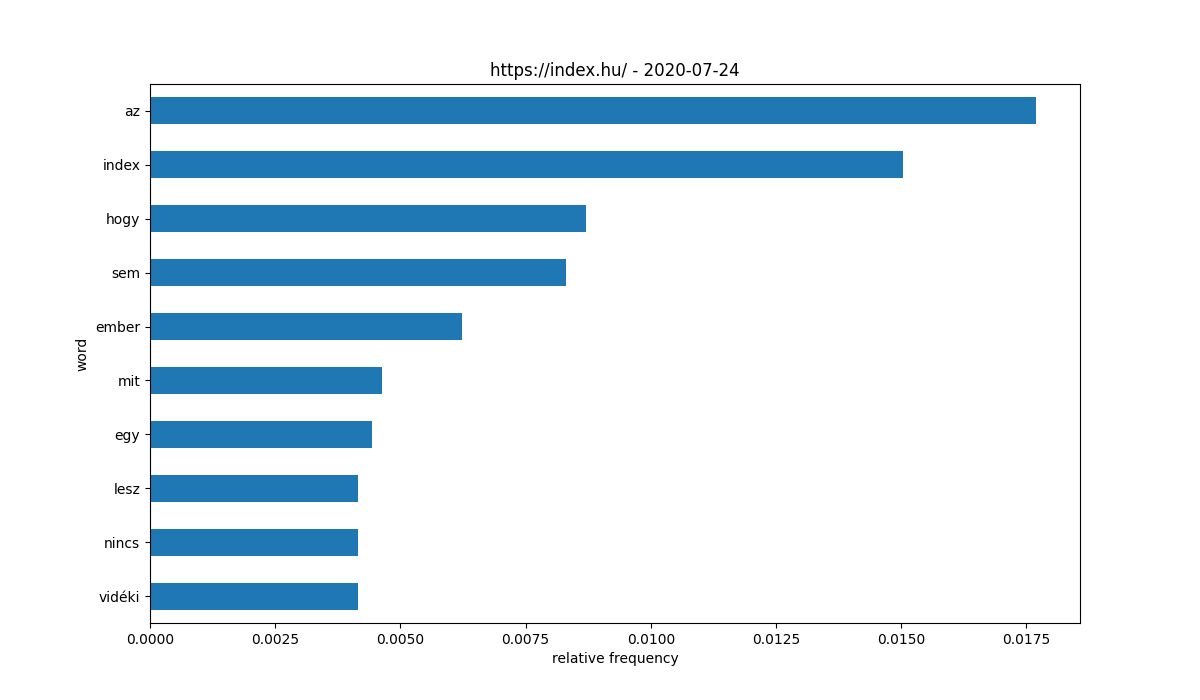 https://index.hu/ - 2020-07-24
az
index
hogy
sem
ember
mit
egy
lesz
nincs
vidéki
word
0.0000 0.0025 0.0050 0.0075 0.0100 0.0125 0.0150 0.0175
relative frequency